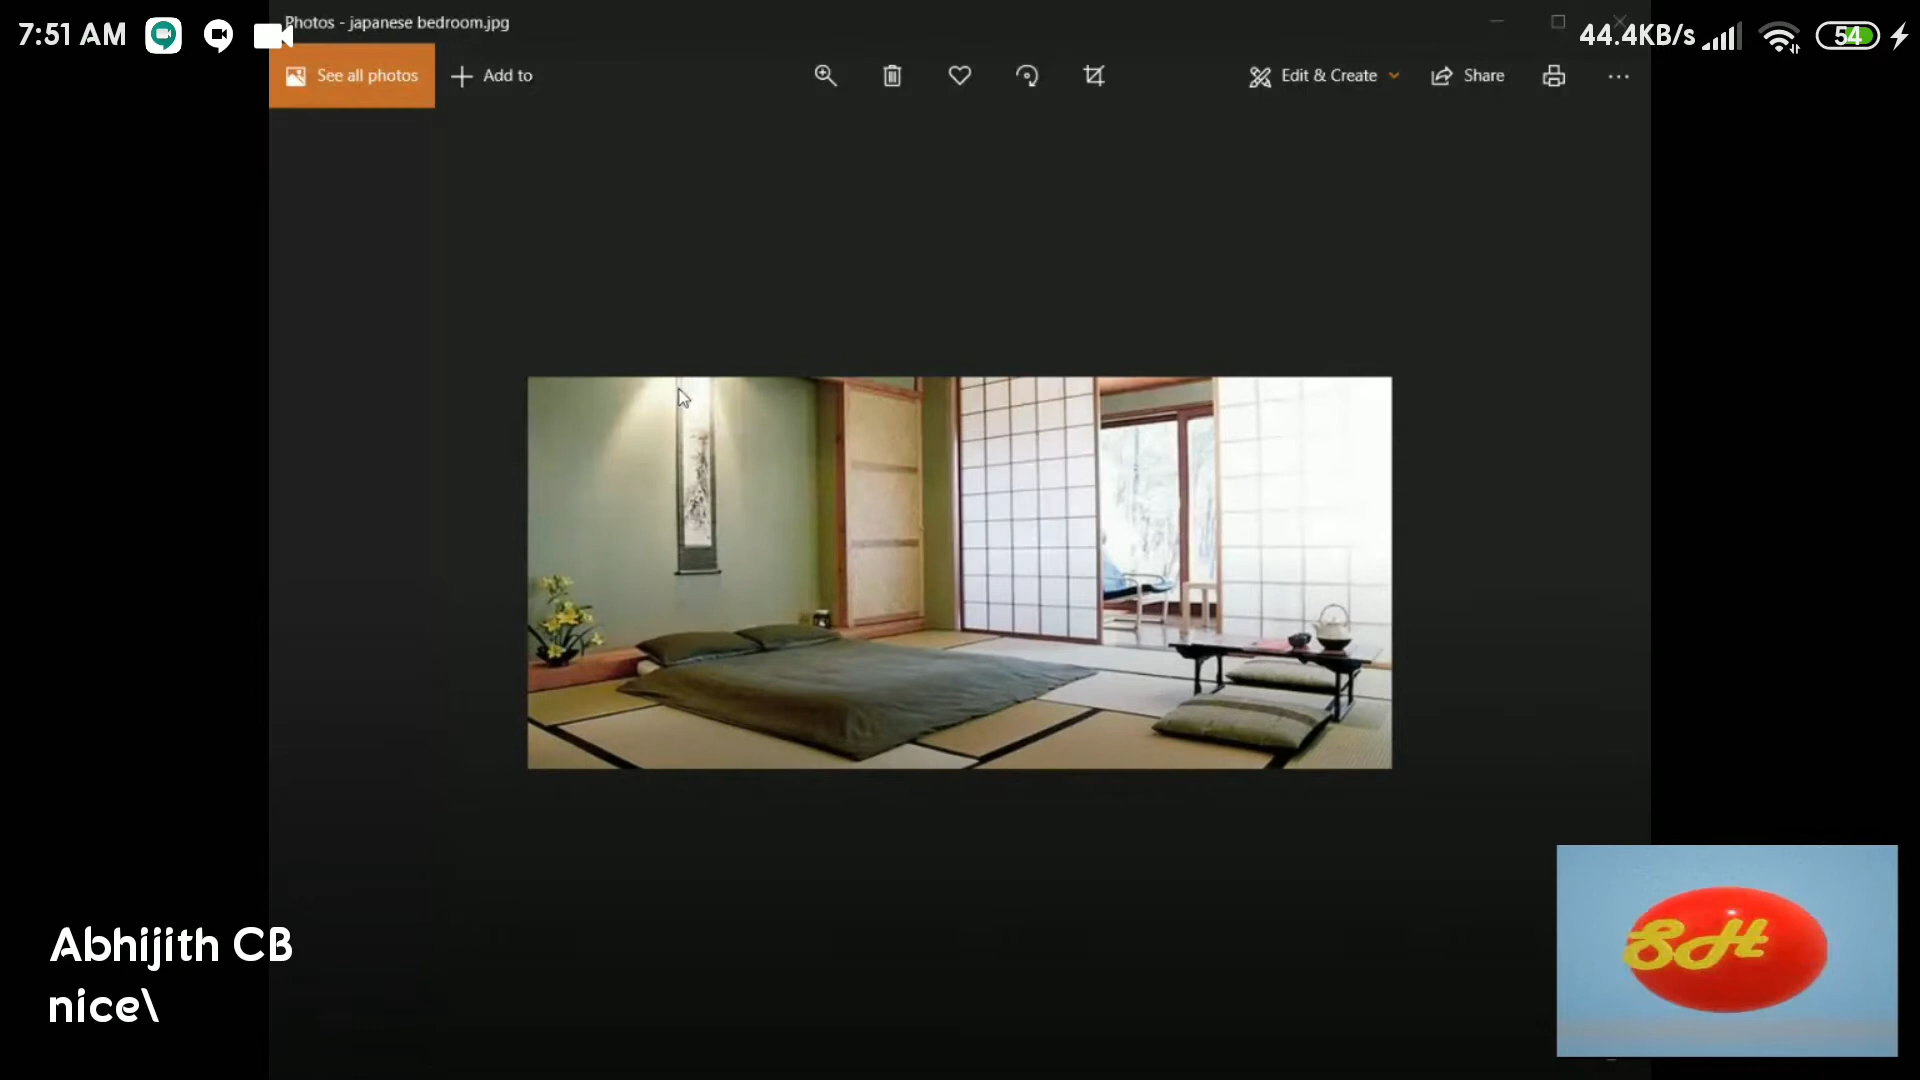 7:51 AM
44.4KB/s
54
Photos - japanese bedroom.jpg
See all photos
Add to
Edit & Create
Share
Abhijith CB
nice\
SH